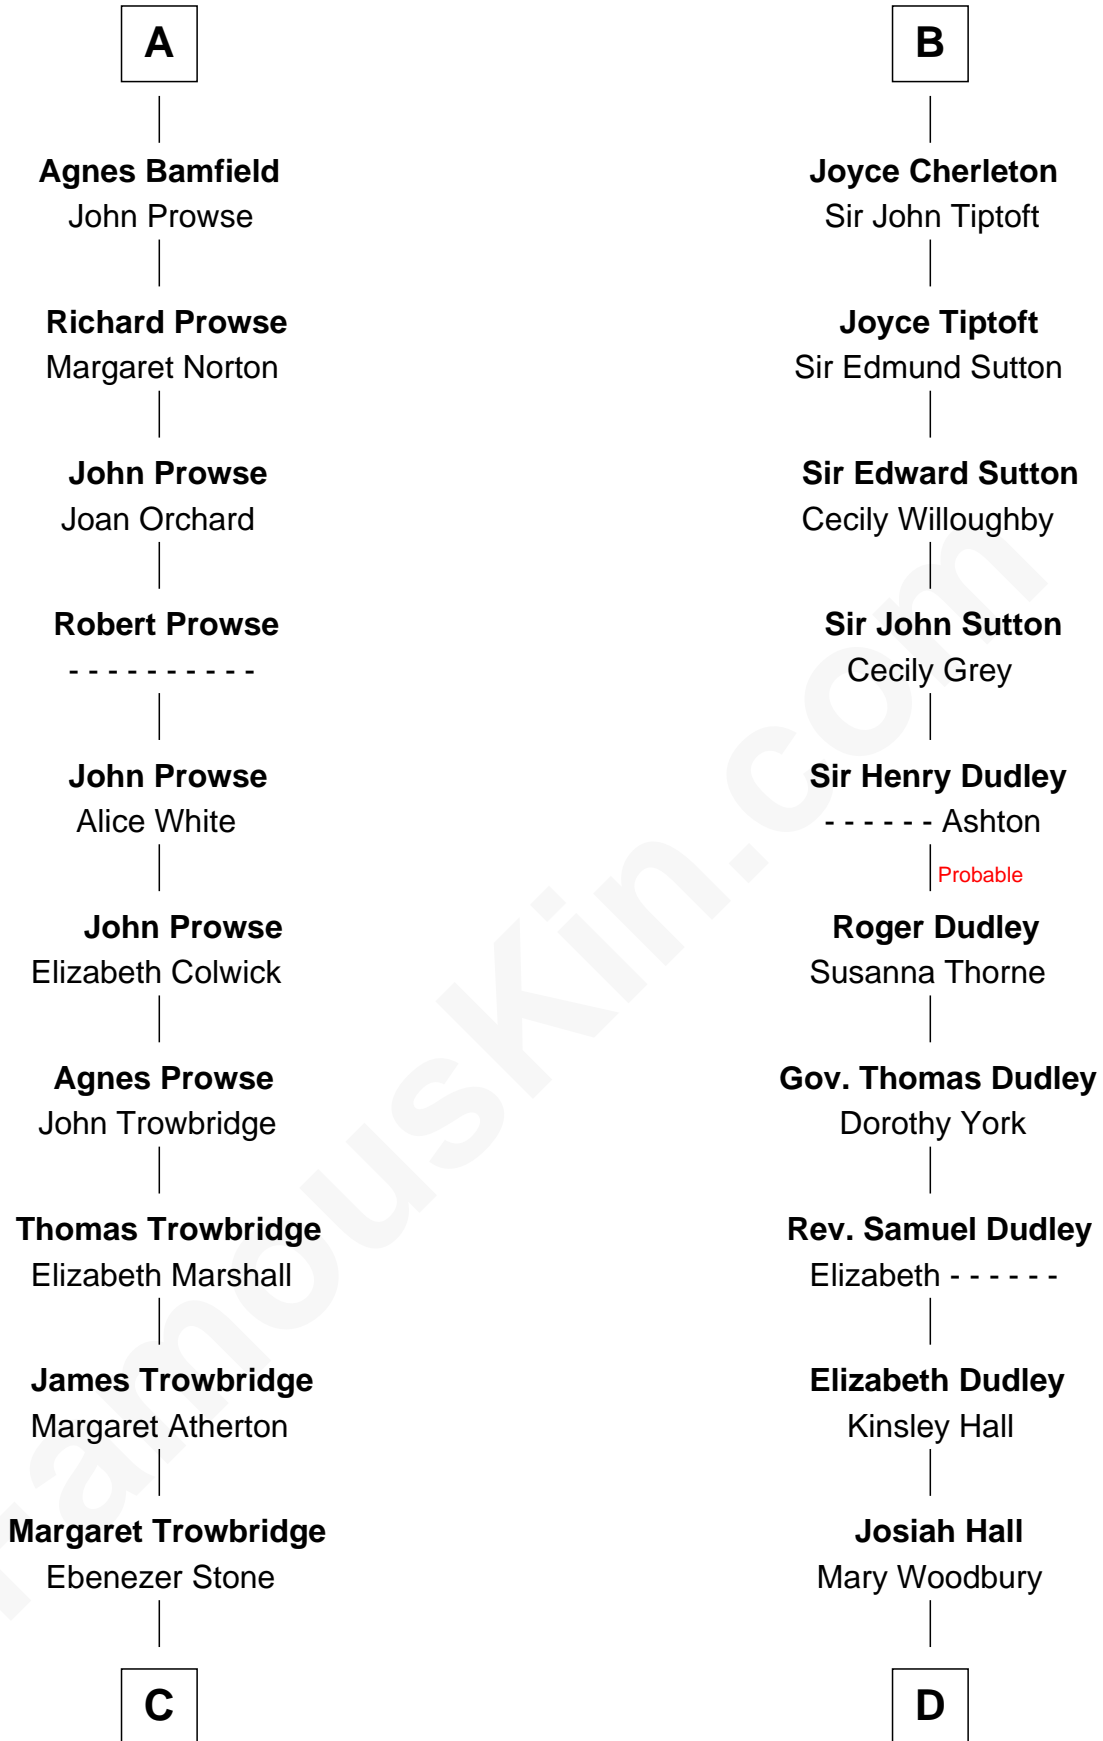 A
Agnes Bamfield
John Prowse
Richard Prowse
Margaret Norton
John Prowse
Joan Orchard
Robert Prowse
- - - - - - - - - -
John Prowse
Alice White
John Prowse
Elizabeth Colwick
Agnes Prowse
John Trowbridge
Thomas Trowbridge
Elizabeth Marshall
James Trowbridge
Margaret Atherton
Margaret Trowbridge
Ebenezer Stone
C
B
Joyce Cherleton
Sir John Tiptoft
Joyce Tiptoft
Sir Edmund Sutton
Sir Edward Sutton
Cecily Willoughby
Sir John Sutton
Cecily Grey
Sir Henry Dudley
- - - - - - Ashton
Probable
Roger Dudley
Susanna Thorne
Gov. Thomas Dudley
Dorothy York
Rev. Samuel Dudley
Elizabeth - - - - - -
Elizabeth Dudley
Kinsley Hall
Josiah Hall
Mary Woodbury
D
FamousKin.com